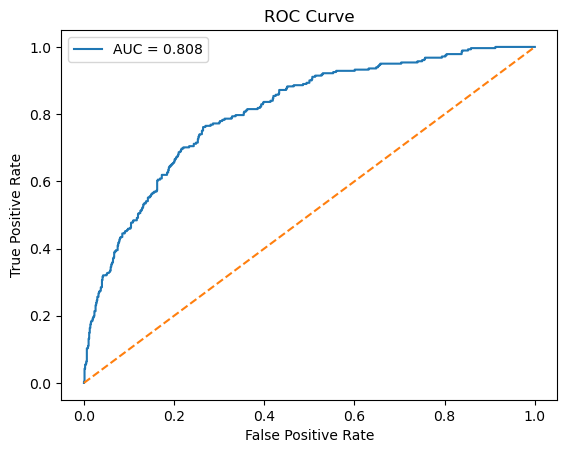 ROC Curve
AUC = 0.808
True Positive Rate
1.0
0.8
0.6
0.4
0.2
0.0
0.0 0.2 0.4 0.6 0.8 1.0
False Positive Rate